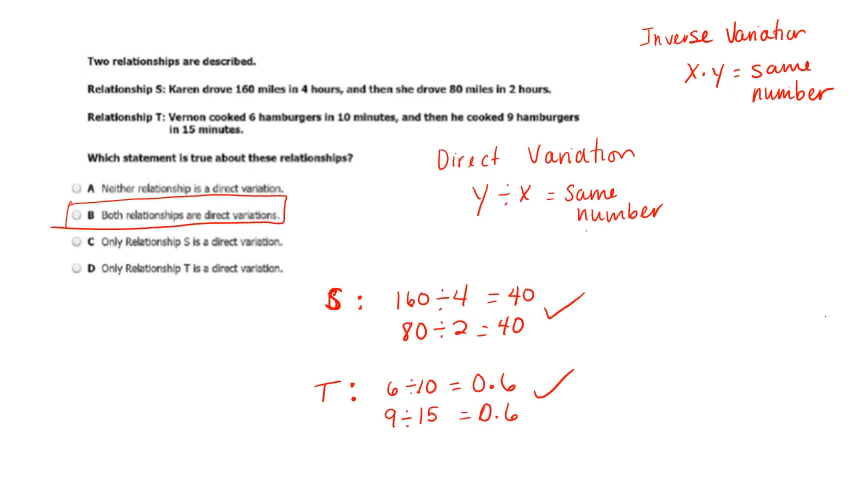 Inverse Variation
X · Y = same
number
Two relationships are described.
Relationship S: Karen drove 160 miles in 4 hours, and then she drove 80 miles in 2 hours.
Relationship T: Vernon cooked 6 hamburgers in 10 minutes, and then he cooked 9 hamburgers
in 15 minutes.
Which statement is true about these relationships?
Direct Variation
Y ÷ X = same
number
A Neither relationship is a direct variation.
B Both relationships are direct variations.
C Only Relationship S is a direct variation.
D Only Relationship T is a direct variation.
S: 160 ÷ 4 = 40
80 ÷ 2 = 40
T: 6 ÷ 10 = 0.6
9 ÷ 15 = 0.6